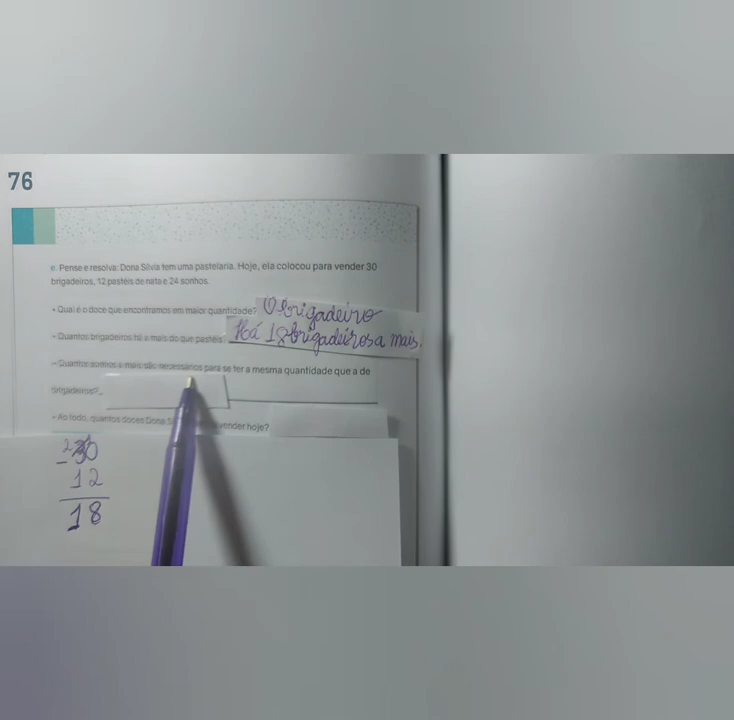 76
e. Pense e resolva: Dona Silvia tem uma pastelaria. Hoje, ela colocou para vender 30
brigadeiros, 12 pastéis de nata e 24 sonhos.
• Qual é o doce que encontramos em maior quantidade? O brigadeiro
• Quantos brigadeiros há a mais do que pastéis? Há 18 brigadeiros a mais.
• Quantos sonhos a mais são necessários para se ter a mesma quantidade que a de
brigadeiros?
• Ao todo, quantos doces Dona vender hoje?
30
- 12
18